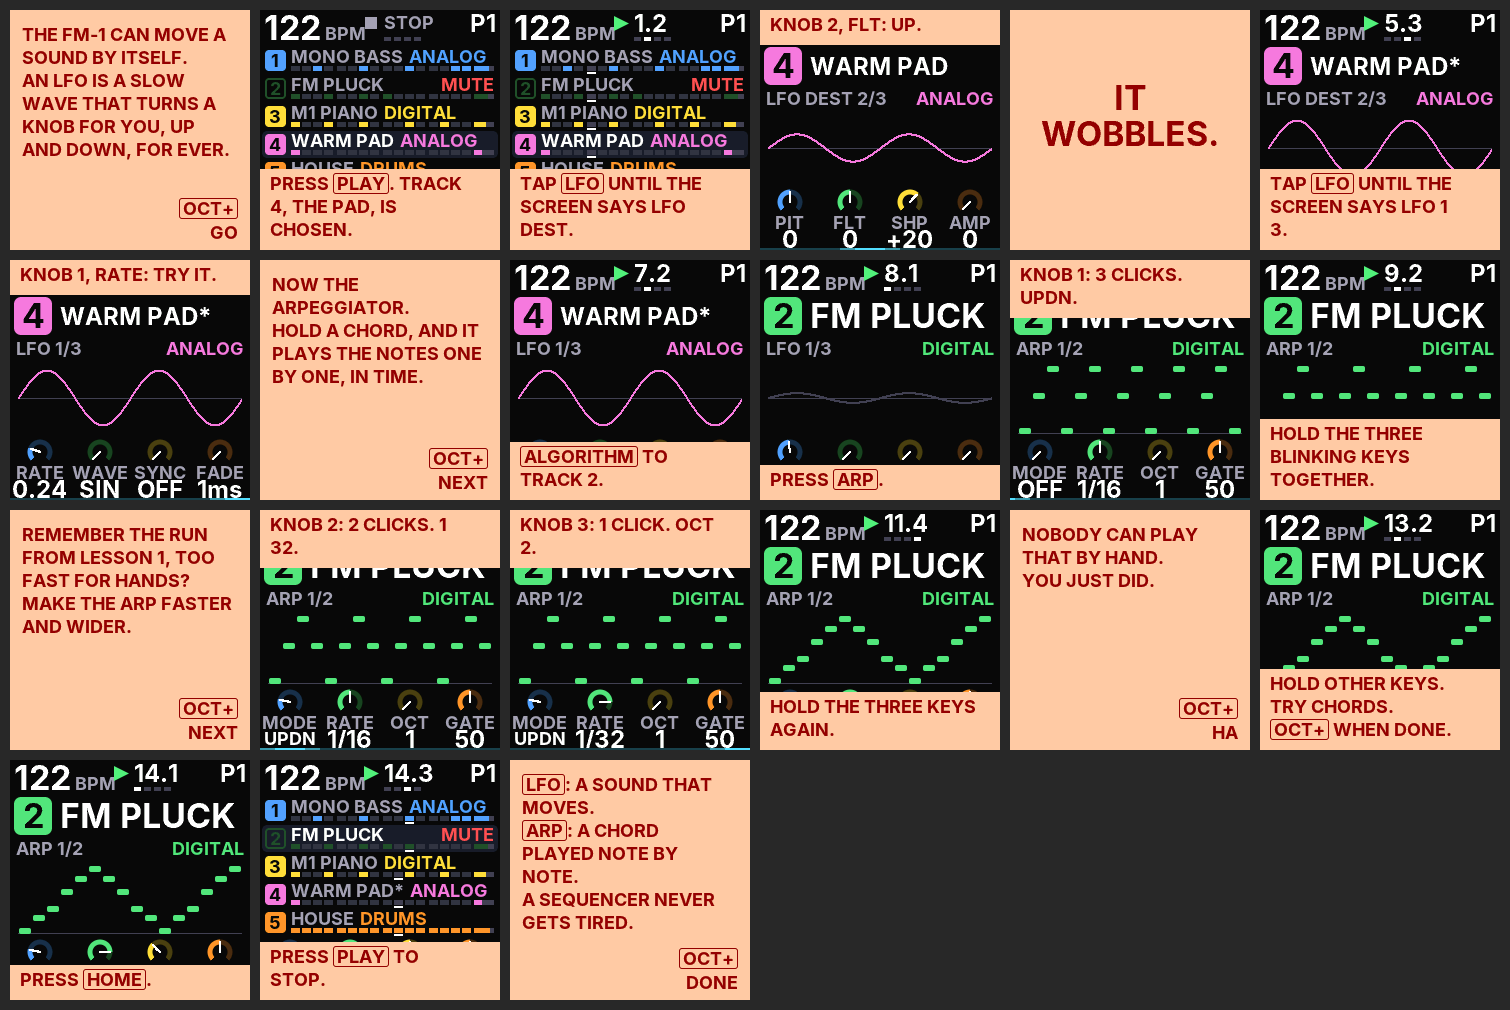 THE FM-1 CAN MOVE A
SOUND BY ITSELF.
AN LFO IS A SLOW
WAVE THAT TURNS A
KNOB FOR YOU, UP
AND DOWN, FOR EVER.
OCT+
GO
122 BPM STOP P1
1 MONO BASS ANALOG
2 FM PLUCK MUTE
3 M1 PIANO DIGITAL
4 WARM PAD ANALOG
HOUSE DRUMS
PRESS PLAY. TRACK
4, THE PAD, IS
CHOSEN.
122 BPM 1.2 P1
1 MONO BASS ANALOG
2 FM PLUCK MUTE
3 M1 PIANO DIGITAL
4 WARM PAD ANALOG
HOUSE DRUMS
TAP LFO UNTIL THE
SCREEN SAYS LFO
DEST.
KNOB 2, FLT: UP.
4 WARM PAD
LFO DEST 2/3 ANALOG
PIT FLT SHP AMP
0 0 +20 0
IT
WOBBLES.
122 BPM 5.3 P1
4 WARM PAD*
LFO DEST 2/3 ANALOG
TAP LFO UNTIL THE
SCREEN SAYS LFO 1
3.
KNOB 1, RATE: TRY IT.
4 WARM PAD*
LFO 1/3 ANALOG
RATE WAVE SYNC FADE
0.24 SIN OFF 1ms
NOW THE
ARPEGGIATOR.
HOLD A CHORD, AND IT
PLAYS THE NOTES ONE
BY ONE, IN TIME.
OCT+
NEXT
122 BPM 7.2 P1
4 WARM PAD*
LFO 1/3 ANALOG
ALGORITHM TO
TRACK 2.
122 BPM 8.1 P1
2 FM PLUCK
LFO 1/3 DIGITAL
PRESS ARP.
KNOB 1: 3 CLICKS.
UPDN.
2 FM PLUCK
ARP 1/2 DIGITAL
MODE RATE OCT GATE
OFF 1/16 1 50
122 BPM 9.2 P1
2 FM PLUCK
ARP 1/2 DIGITAL
HOLD THE THREE
BLINKING KEYS
TOGETHER.
REMEMBER THE RUN
FROM LESSON 1, TOO
FAST FOR HANDS?
MAKE THE ARP FASTER
AND WIDER.
OCT+
NEXT
KNOB 2: 2 CLICKS. 1
32.
2 FM PLUCK
ARP 1/2 DIGITAL
MODE RATE OCT GATE
UPDN 1/16 1 50
KNOB 3: 1 CLICK. OCT
2.
2 FM PLUCK
ARP 1/2 DIGITAL
MODE RATE OCT GATE
UPDN 1/32 1 50
122 BPM 11.4 P1
2 FM PLUCK
ARP 1/2 DIGITAL
HOLD THE THREE KEYS
AGAIN.
NOBODY CAN PLAY
THAT BY HAND.
YOU JUST DID.
OCT+
HA
122 BPM 13.2 P1
2 FM PLUCK
ARP 1/2 DIGITAL
HOLD OTHER KEYS.
TRY CHORDS.
OCT+ WHEN DONE.
122 BPM 14.1 P1
2 FM PLUCK
ARP 1/2 DIGITAL
PRESS HOME.
122 BPM 14.3 P1
1 MONO BASS ANALOG
2 FM PLUCK MUTE
3 M1 PIANO DIGITAL
4 WARM PAD* ANALOG
5 HOUSE DRUMS
PRESS PLAY TO
STOP.
LFO: A SOUND THAT
MOVES.
ARP: A CHORD
PLAYED NOTE BY
NOTE.
A SEQUENCER NEVER
GETS TIRED.
OCT+
DONE